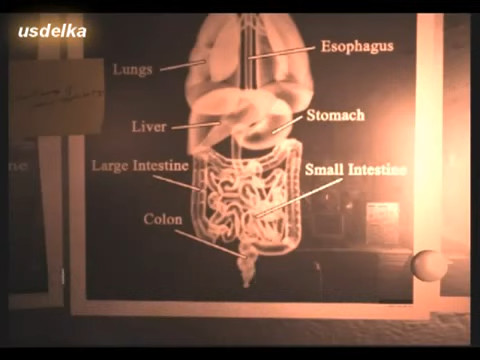 usdelka
Esophagus
Lungs
Stomach
Liver
Large Intestine
Small Intestine
Colon